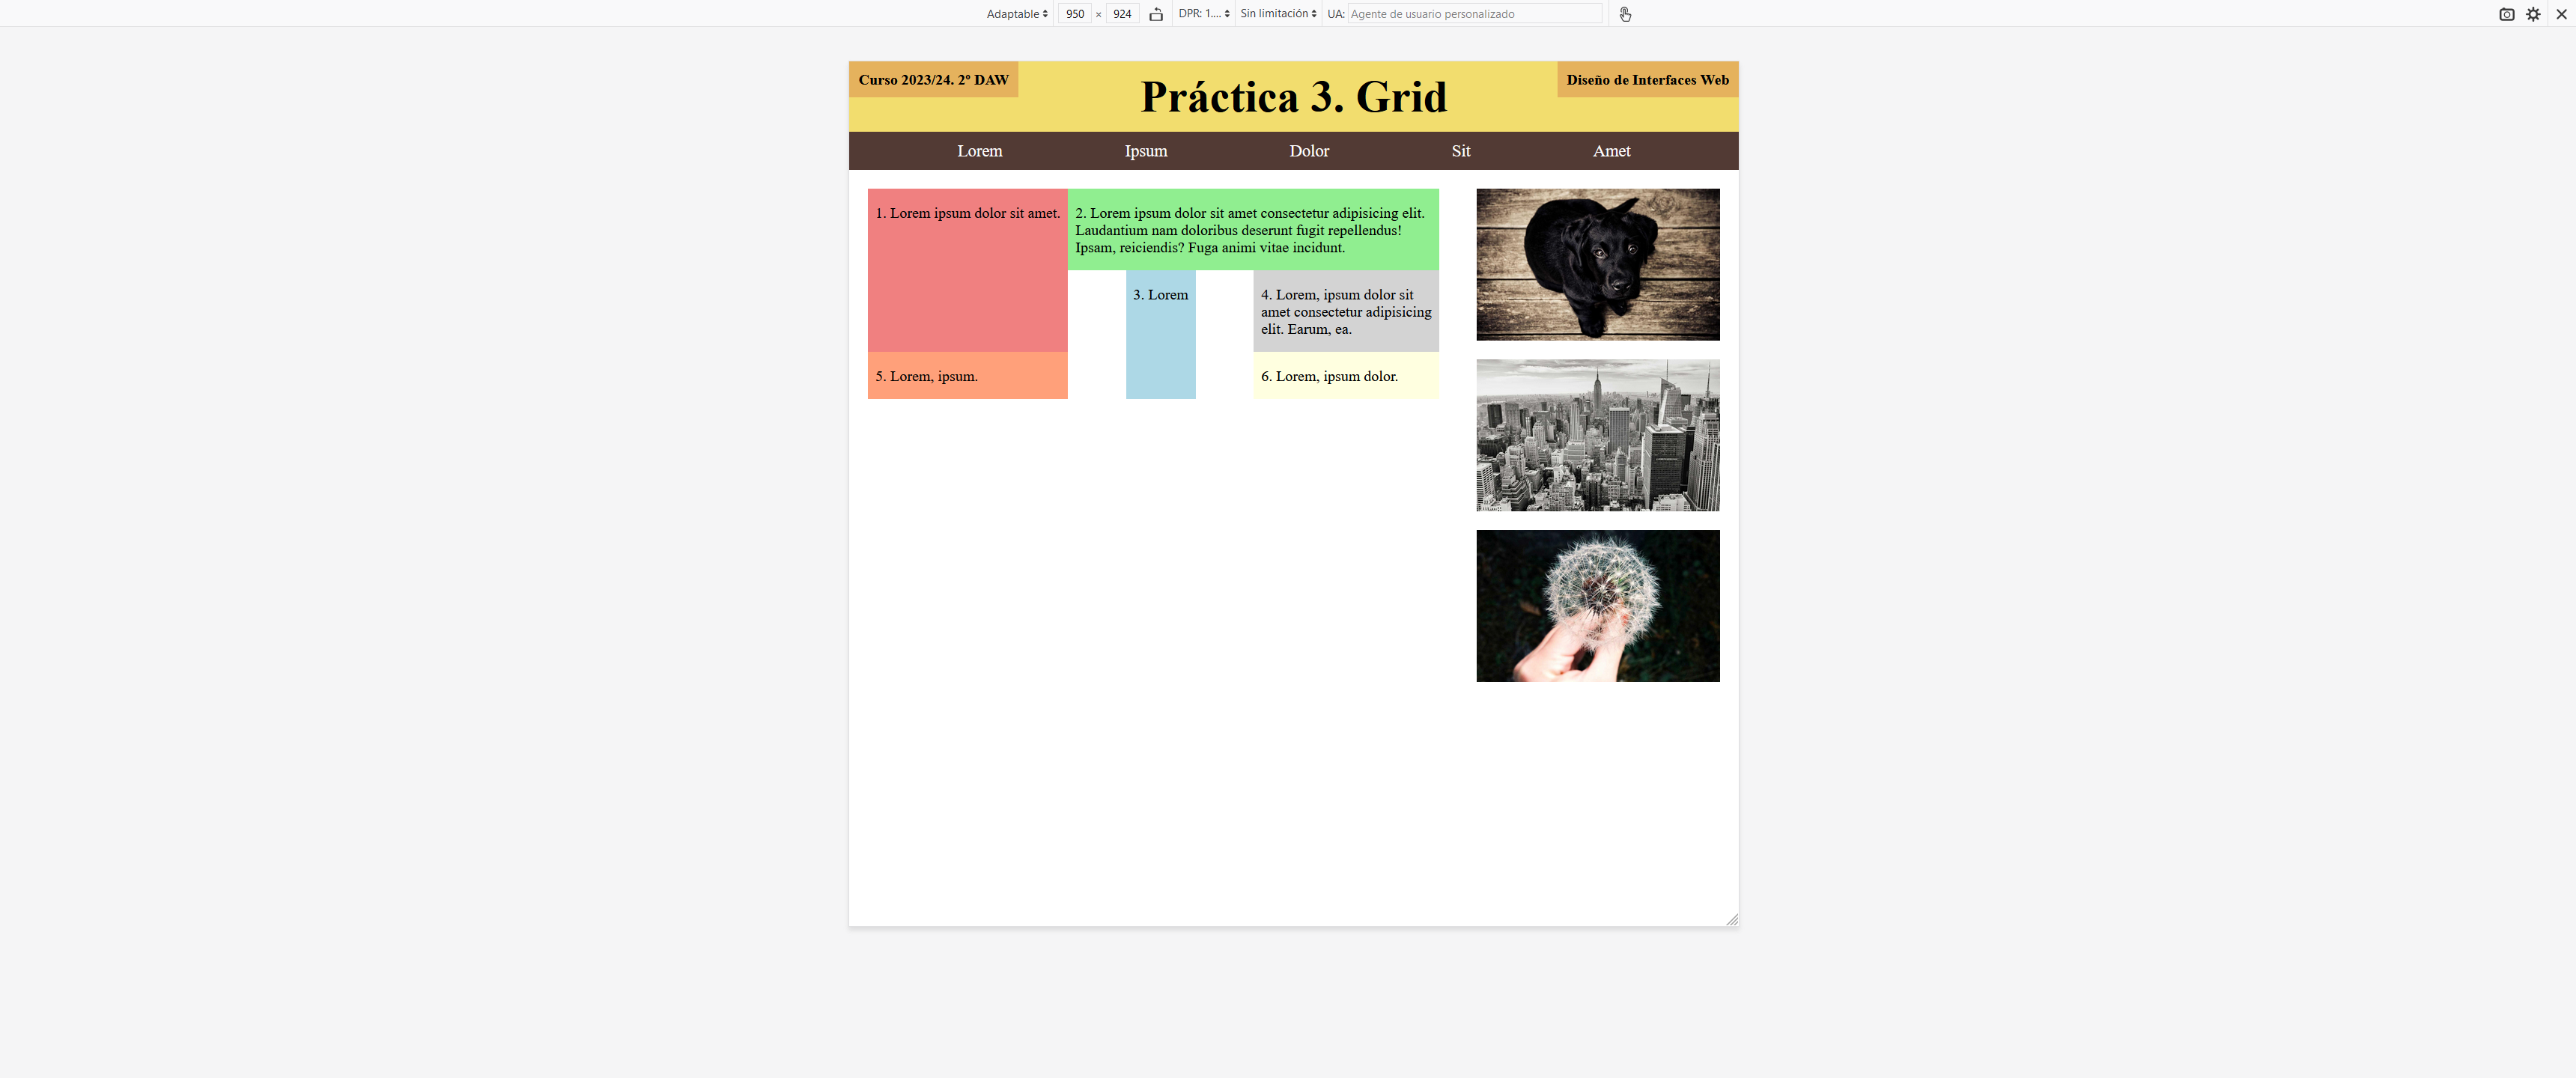 Adaptable 950 × 924 DPR: 1.... Sin limitación UA: Agente de usuario personalizado
Curso 2023/24. 2º DAW
Práctica 3. Grid
Diseño de Interfaces Web
Lorem Ipsum Dolor Sit Amet
1. Lorem ipsum dolor sit amet.
2. Lorem ipsum dolor sit amet consectetur adipisicing elit.
Laudantium nam doloribus deserunt fugit repellendus!
Ipsam, reiciendis? Fuga animi vitae incidunt.
3. Lorem
4. Lorem, ipsum dolor sit
amet consectetur adipisicing
elit. Earum, ea.
5. Lorem, ipsum.
6. Lorem, ipsum dolor.